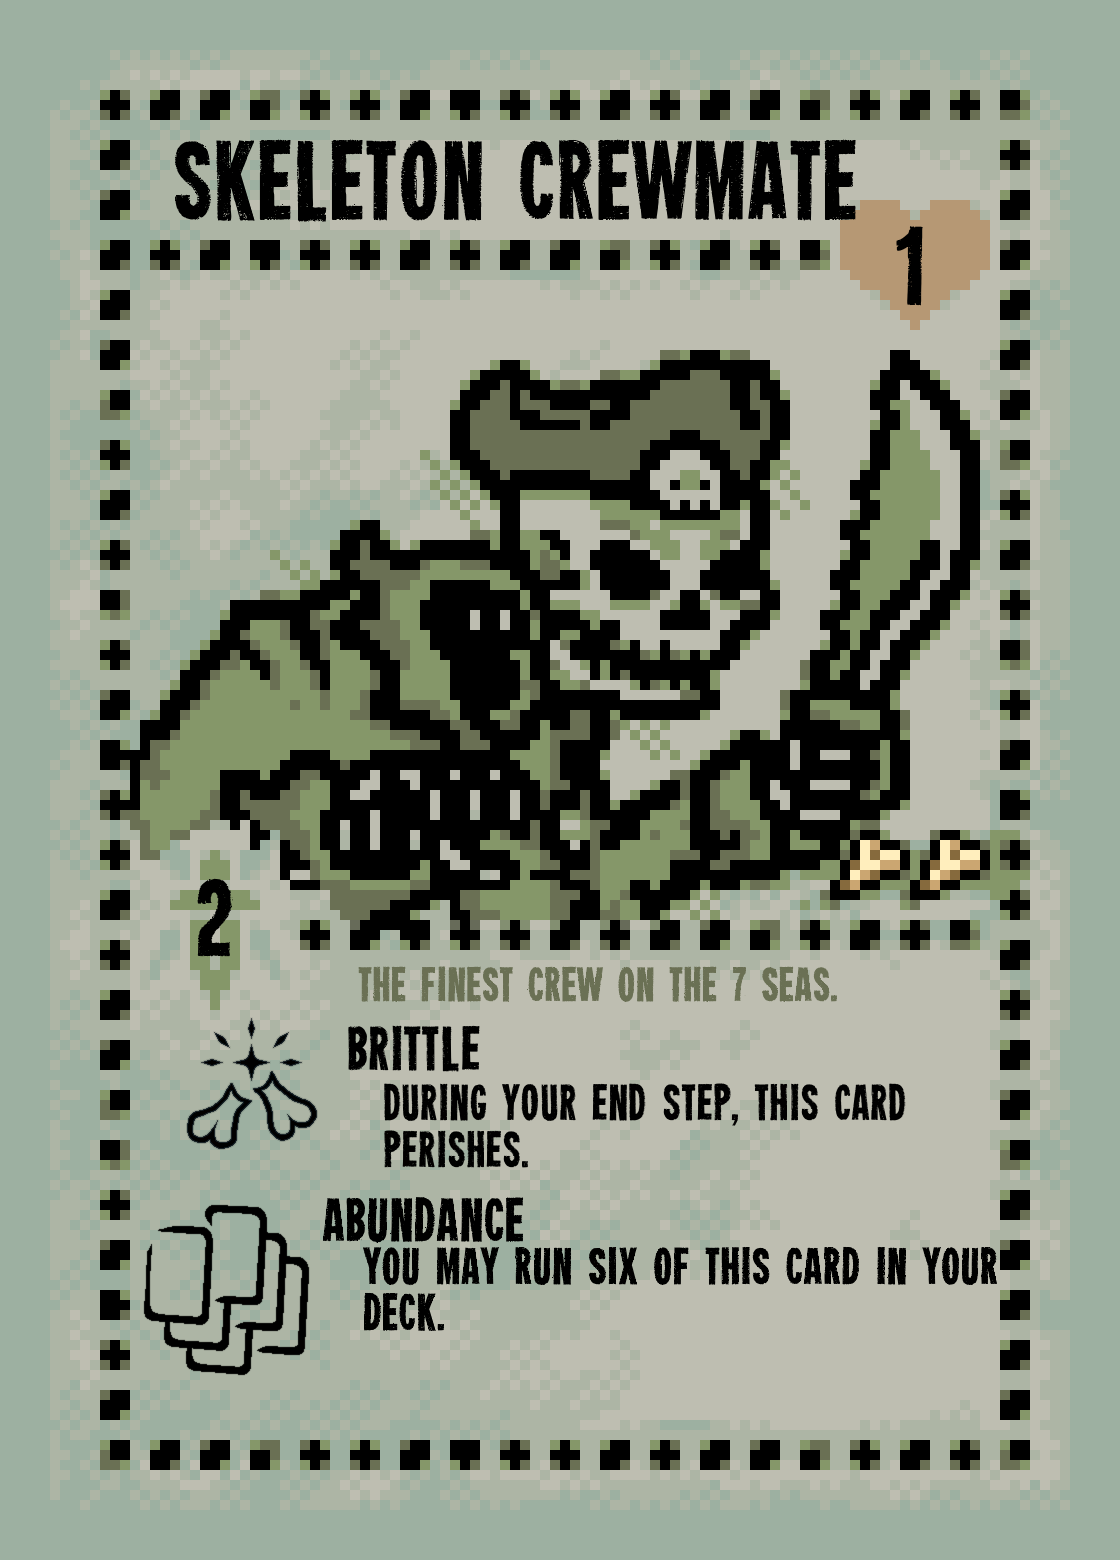 SKELETON CREWMATE
1
2
THE FINEST CREW ON THE 7 SEAS.
BRITTLE
DURING YOUR END STEP, THIS CARD
PERISHES.
ABUNDANCE
YOU MAY RUN SIX OF THIS CARD IN YOUR
DECK.